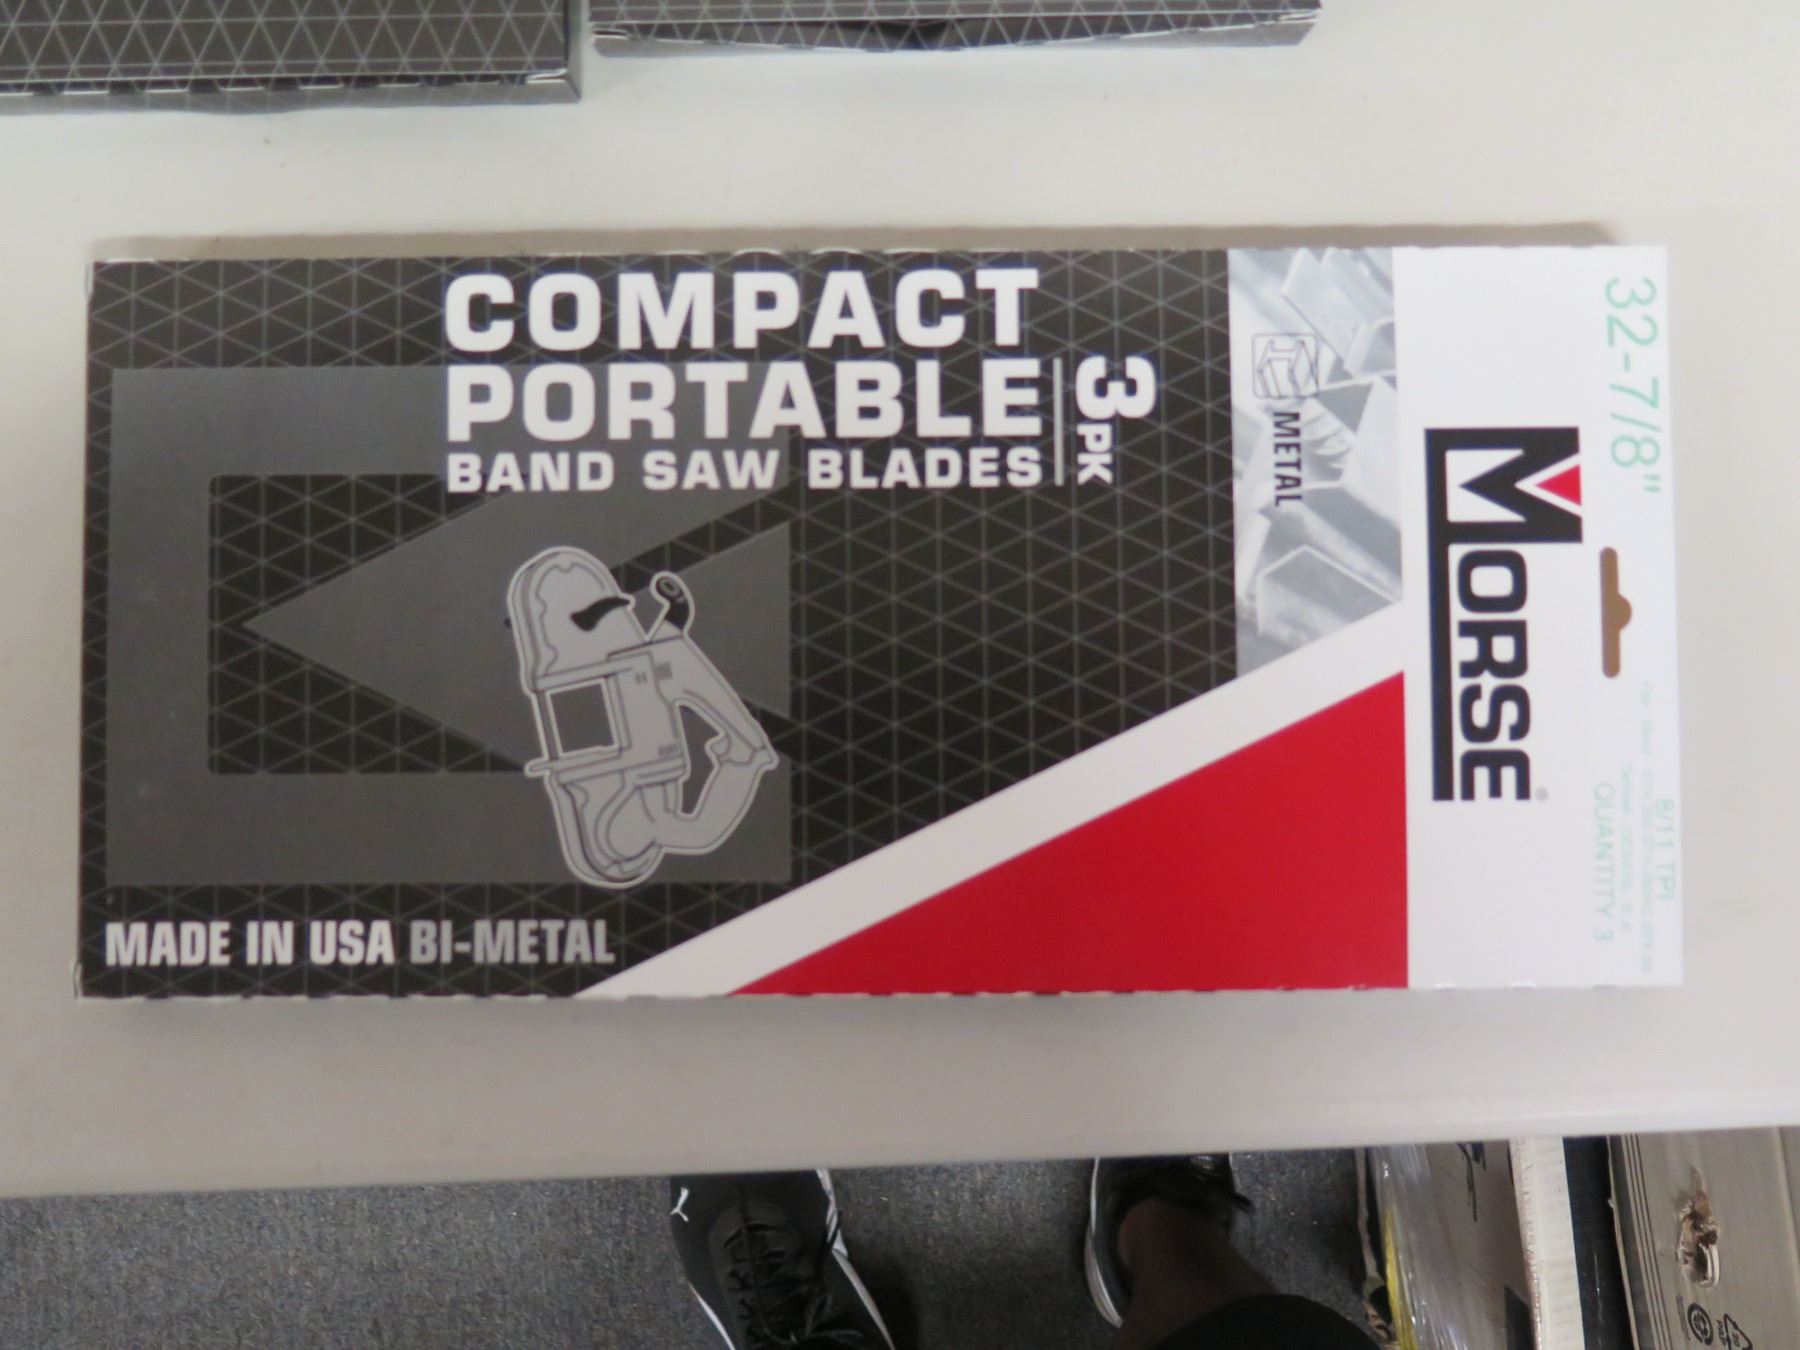 COMPACT
PORTABLE
BAND SAW BLADES
3PK
METAL
MORSE®
32-7/8"
8/11 TPI
QUANTITY 3
MADE IN USA BI-METAL